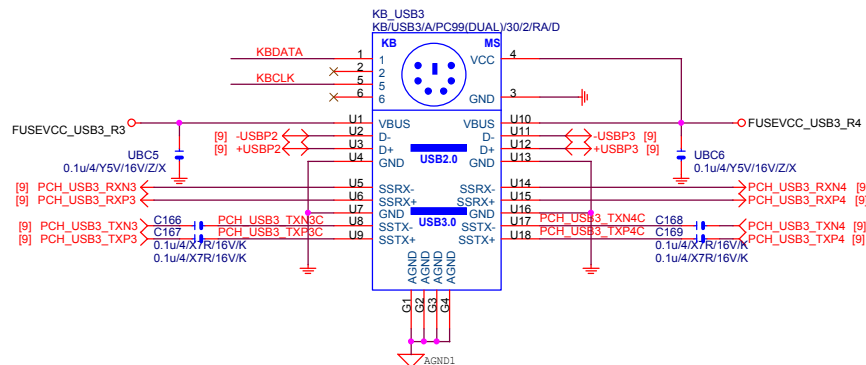 KB_USB3
KB/USB3/A/PC99(DUAL)/30/2/RA/D
KB MS
KBDATA 1 1 VCC 4
2 2
KBCLK 5 5
6 6 GND 3
FUSEVCC_USB3_R3 U1 VBUS VBUS U10 FUSEVCC_USB3_R4
[9] -USBP2 U2 D- D- U11 -USBP3 [9]
[9] +USBP2 U3 D+ D+ U12 +USBP3 [9]
U4 GND GND U13
USB2.0
UBC5 UBC6
0.1u/4/Y5V/16V/Z/X 0.1u/4/Y5V/16V/Z/X
[9] PCH_USB3_RXN3 U5 SSRX- SSRX- U14 PCH_USB3_RXN4 [9]
[9] PCH_USB3_RXP3 U6 SSRX+ SSRX+ U15 PCH_USB3_RXP4 [9]
U7 GND GND U16
USB3.0
[9] PCH_USB3_TXN3 C166 PCH_USB3_TXN3C U8 SSTX- SSTX- U17 PCH_USB3_TXN4C C168 PCH_USB3_TXN4 [9]
[9] PCH_USB3_TXP3 C167 PCH_USB3_TXP3C U9 SSTX+ SSTX+ U18 PCH_USB3_TXP4C C169 PCH_USB3_TXP4 [9]
0.1u/4/X7R/16V/K 0.1u/4/X7R/16V/K
0.1u/4/X7R/16V/K 0.1u/4/X7R/16V/K
AGND AGND AGND AGND
G1 G2 G3 G4
AGND1